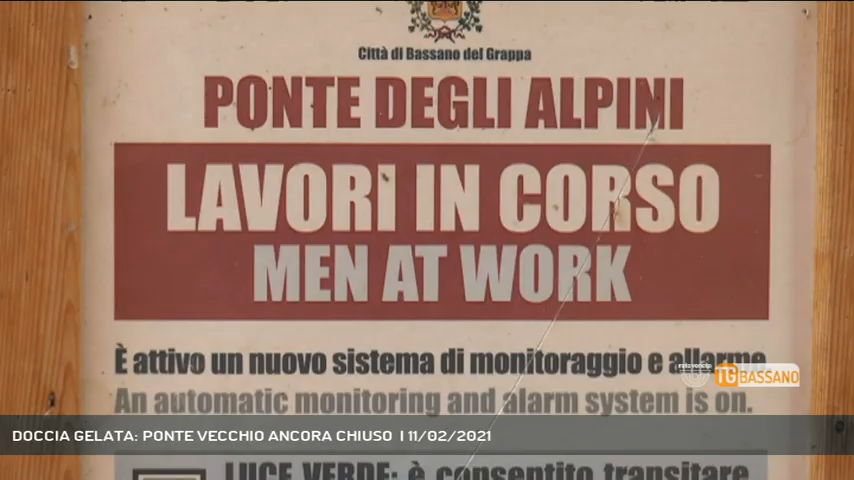 Città di Bassano del Grappa
PONTE DEGLI ALPINI
LAVORI IN CORSO
MEN AT WORK
È attivo un nuovo sistema di monitoraggio e allarme.
An automatic monitoring and alarm system is on.
TG BASSANO
DOCCIA GELATA: PONTE VECCHIO ANCORA CHIUSO | 11/02/2021
LUCE VERDE: è consentito transitare